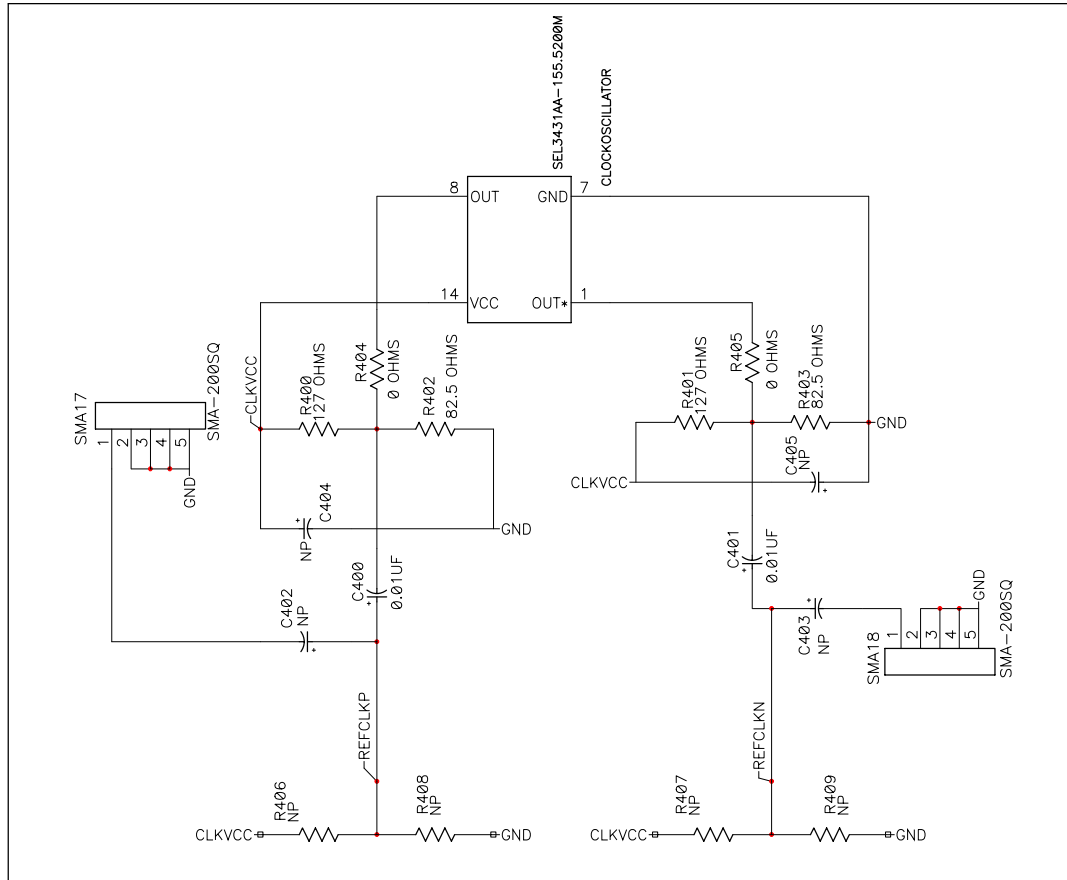 SEL3431AA-155.5200M
CLOCKOSCILLATOR
8
OUT
GND
7
14
VCC
OUT*
1
SMA17
SMA-200SQ
1
2
3
4
5
GND
CLKVCC
R400
127 OHMS
R404
0 OHMS
R402
82.5 OHMS
R401
127 OHMS
R405
0 OHMS
R403
82.5 OHMS
GND
CLKVCC
C405
NP
+
+
NP
C404
GND
C400
0.01UF
+
C401
0.01UF
+
C402
NP
+
C403
NP
+
SMA18
SMA-200SQ
1
2
3
4
5
GND
REFCLKP
REFCLKN
CLKVCC
R406
NP
R408
NP
GND
CLKVCC
R407
NP
R409
NP
GND